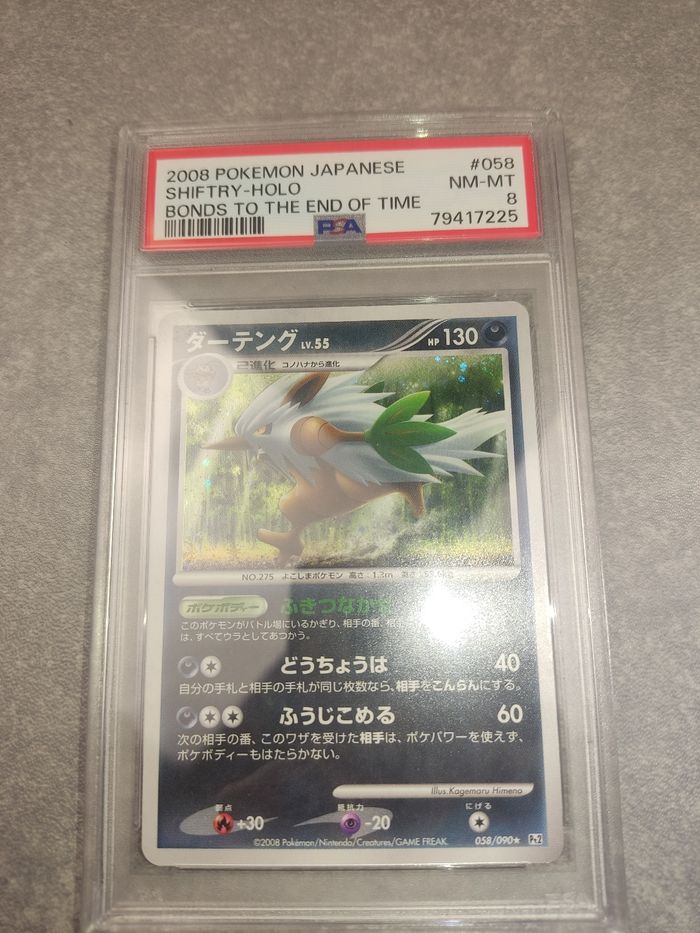 2008 POKEMON JAPANESE #058
SHIFTRY-HOLO NM-MT
BONDS TO THE END OF TIME 8
PSA 79417225
ダーテング LV.55 HP 130
2進化 コノハナから進化
NO.275 よこしまポケモン 高さ:1.3m
ポケボディー ふきつなかぜ
このポケモンがバトル場にいるかぎり、相手の番、
は、すべてウラとしてあつかう。
どうちょうは 40
自分の手札と相手の手札が同じ枚数なら、相手をこんらんにする。
ふうじこめる 60
次の相手の番、このワザを受けた相手は、ポケパワーを使えず、
ポケボディーもはたらかない。
Illus.Kagemaru Himeno
弱点 抵抗力 にげる
+30 -20
©2008 Pokémon/Nintendo/Creatures/GAME FREAK. 058/090★ Pt2